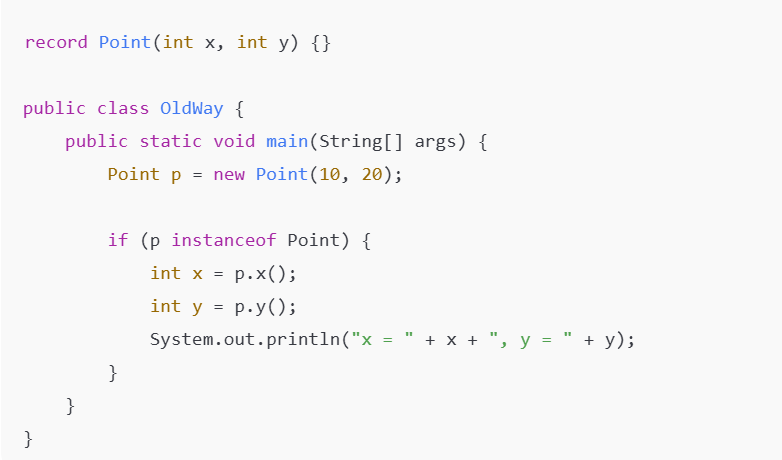 record Point(int x, int y) {}
public class OldWay {
    public static void main(String[] args) {
        Point p = new Point(10, 20);
        if (p instanceof Point) {
            int x = p.x();
            int y = p.y();
            System.out.println("x = " + x + ", y = " + y);
        }
    }
}